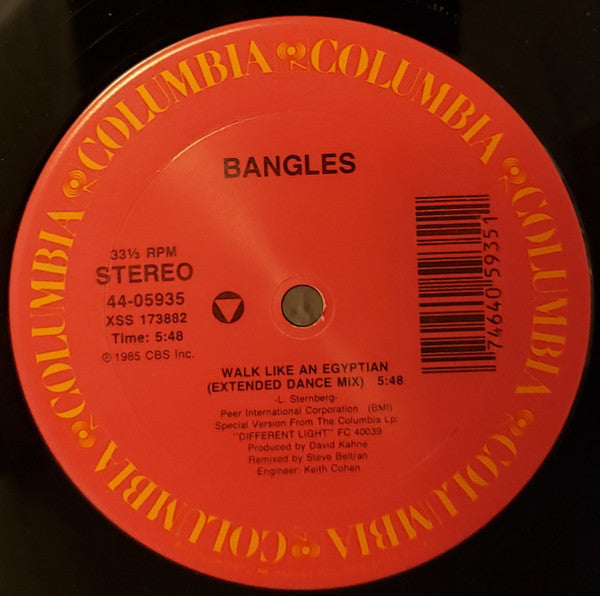 COLUMBIA COLUMBIA COLUMBIA COLUMBIA COLUMBIA COLUMBIA COLUMBIA COLUMBIA
BANGLES
33⅓ RPM
STEREO
44-05935
XSS 173882
Time: 5:48
© 1985 CBS Inc.
74640 59351
WALK LIKE AN EGYPTIAN
(EXTENDED DANCE MIX) 5:48
-L. Sternberg-
Peer International Corporation (BMI)
Special Version From The Columbia Lp:
"DIFFERENT LIGHT" FC 40039
Produced by David Kahne
Remixed by Steve Beltran
Engineer: Keith Cohen